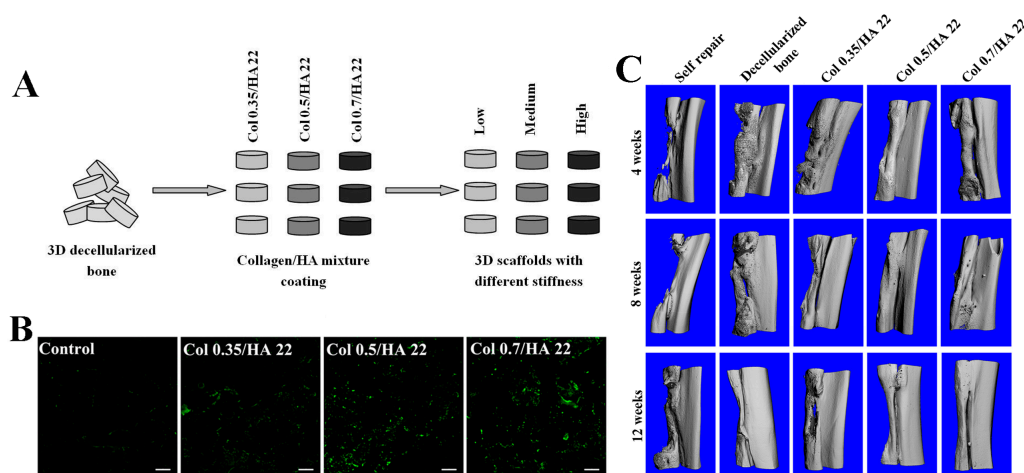 A
Col 0.35/HA 22
Col 0.5/HA 22
Col 0.7/HA 22
Low
Medium
High
3D decellularized
bone
Collagen/HA mixture
coating
3D scaffolds with
different stiffness
B
Control
Col 0.35/HA 22
Col 0.5/HA 22
Col 0.7/HA 22
C
Self repair
Decellularized
bone
Col 0.35/HA 22
Col 0.5/HA 22
Col 0.7/HA 22
4 weeks
8 weeks
12 weeks